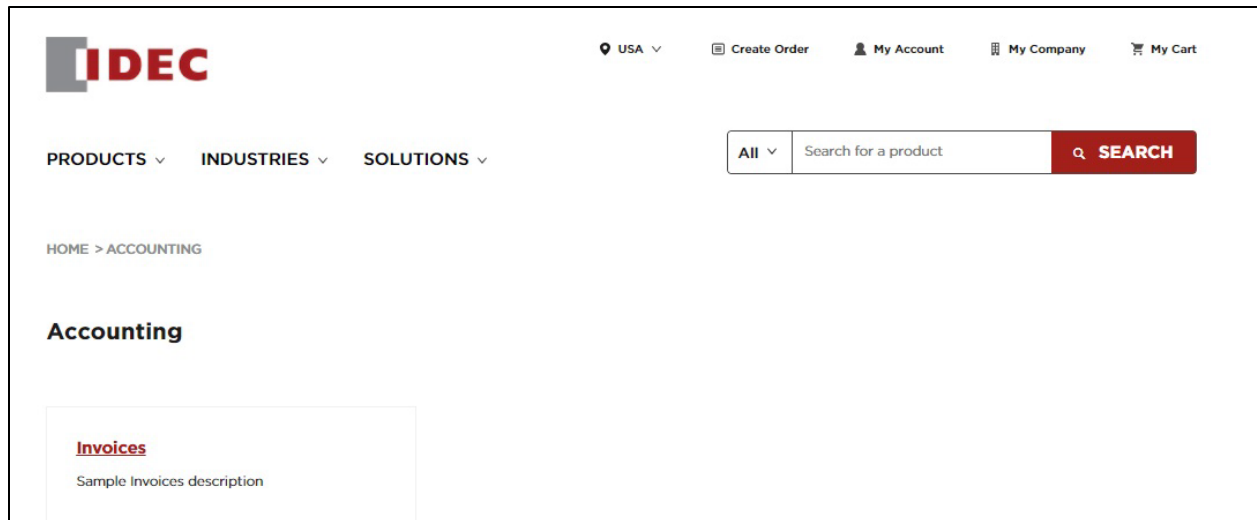 IDEC
USA Create Order My Account My Company My Cart
PRODUCTS INDUSTRIES SOLUTIONS
All Search for a product SEARCH
HOME > ACCOUNTING
Accounting
Invoices
Sample Invoices description